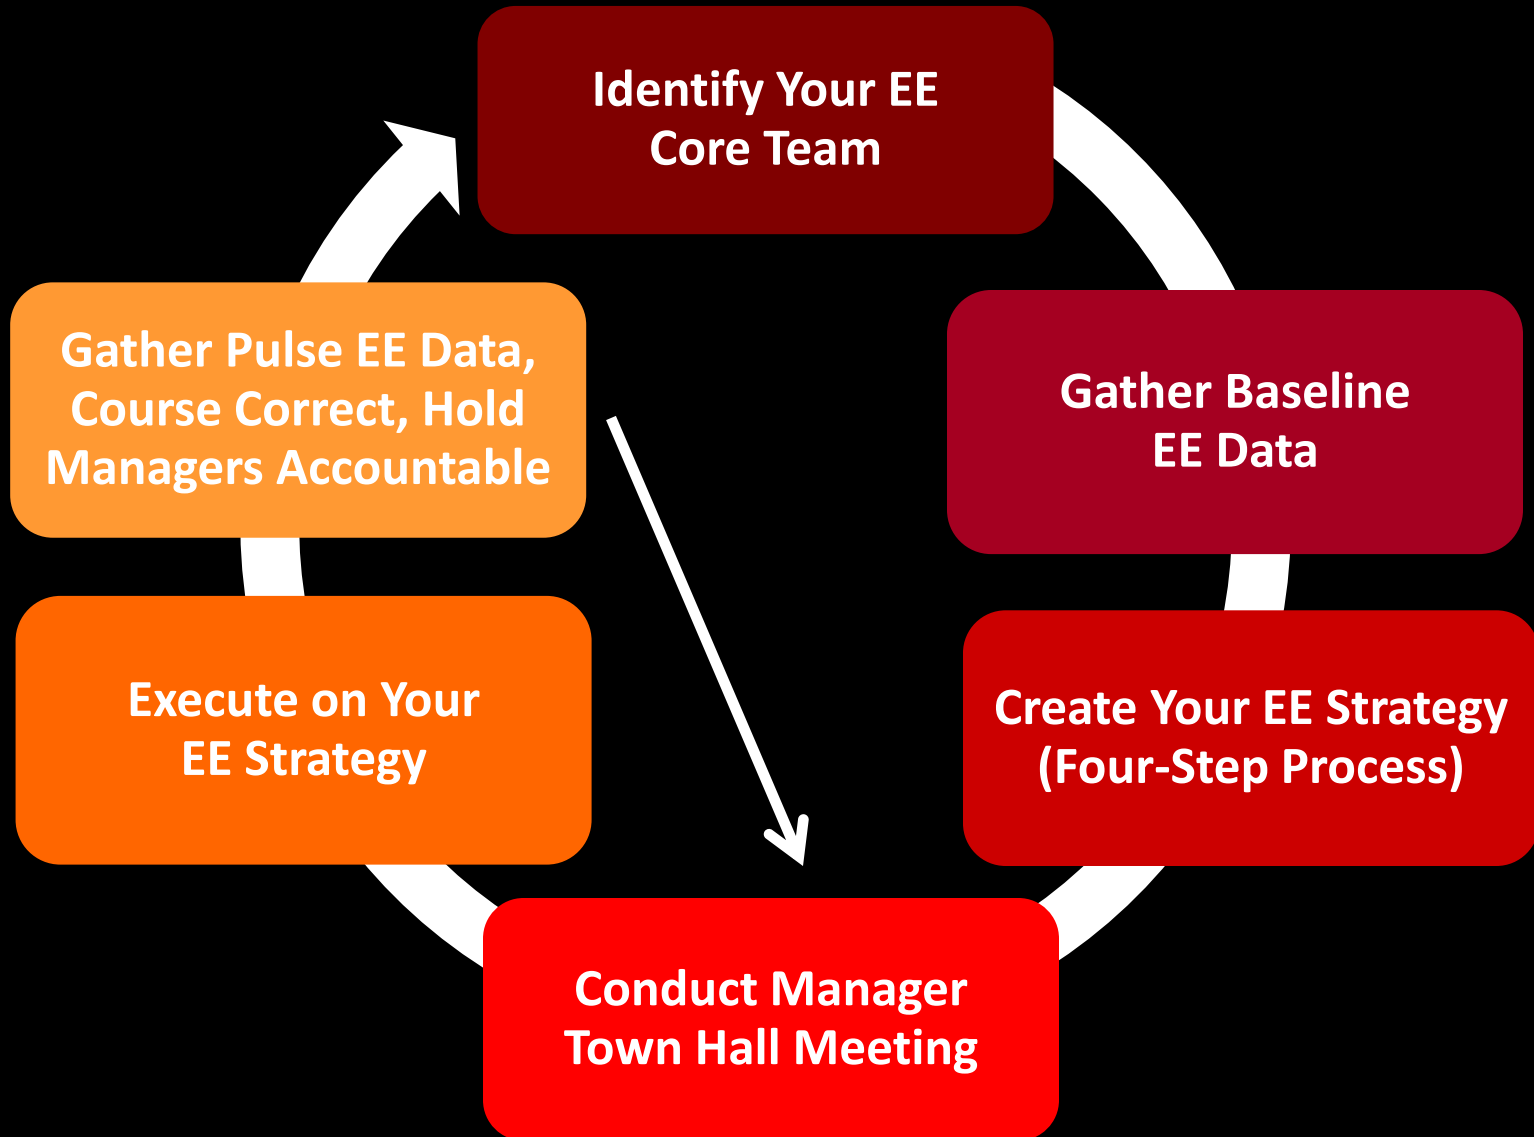 Identify Your EE
Core Team
Gather Baseline
EE Data
Create Your EE Strategy
(Four-Step Process)
Conduct Manager
Town Hall Meeting
Execute on Your
EE Strategy
Gather Pulse EE Data,
Course Correct, Hold
Managers Accountable